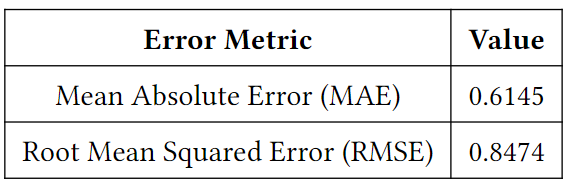 Error Metric Value
Mean Absolute Error (MAE) 0.6145
Root Mean Squared Error (RMSE) 0.8474